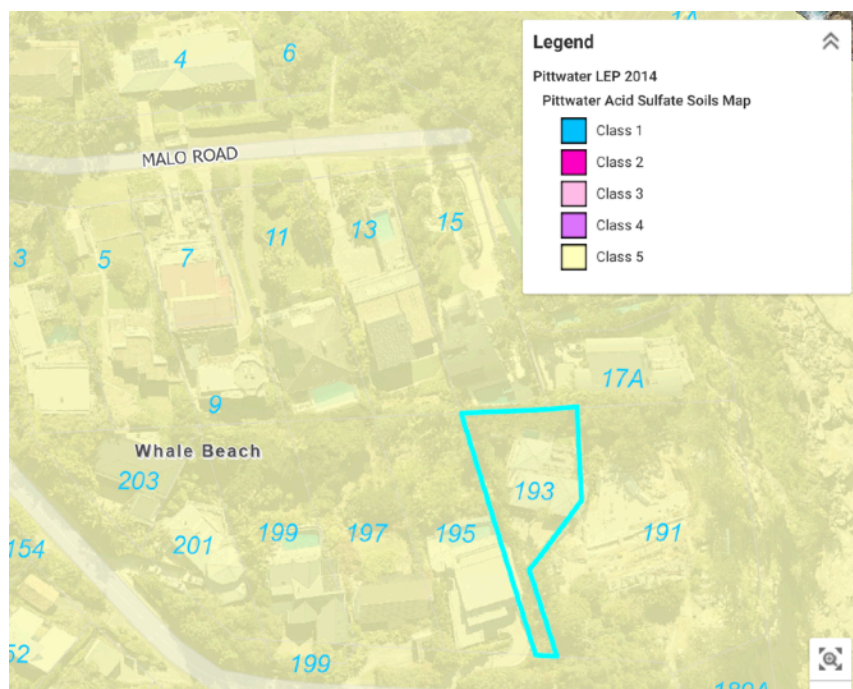 1A
4
6
MALO ROAD
3
5
7
11
13
15
9
17A
Whale Beach
203
201
199
197
195
193
191
154
52
199
189A
Legend
Pittwater LEP 2014
Pittwater Acid Sulfate Soils Map
Class 1
Class 2
Class 3
Class 4
Class 5